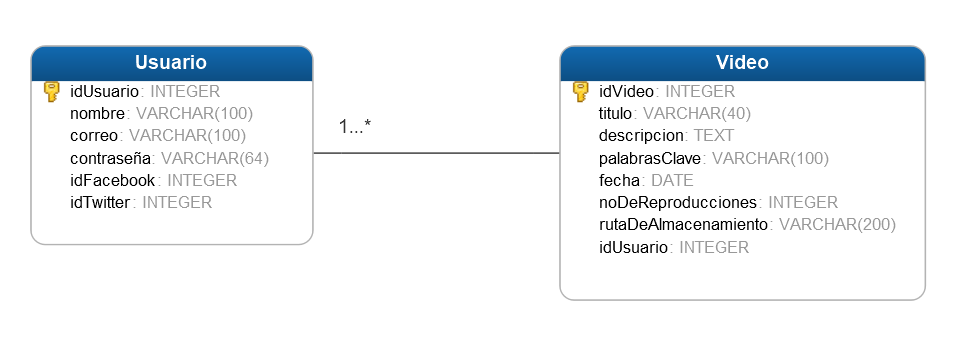 Usuario
idUsuario: INTEGER
nombre: VARCHAR(100)
correo: VARCHAR(100)
contraseña: VARCHAR(64)
idFacebook: INTEGER
idTwitter: INTEGER
1...*
Video
idVideo: INTEGER
titulo: VARCHAR(40)
descripcion: TEXT
palabrasClave: VARCHAR(100)
fecha: DATE
noDeReproducciones: INTEGER
rutaDeAlmacenamiento: VARCHAR(200)
idUsuario: INTEGER